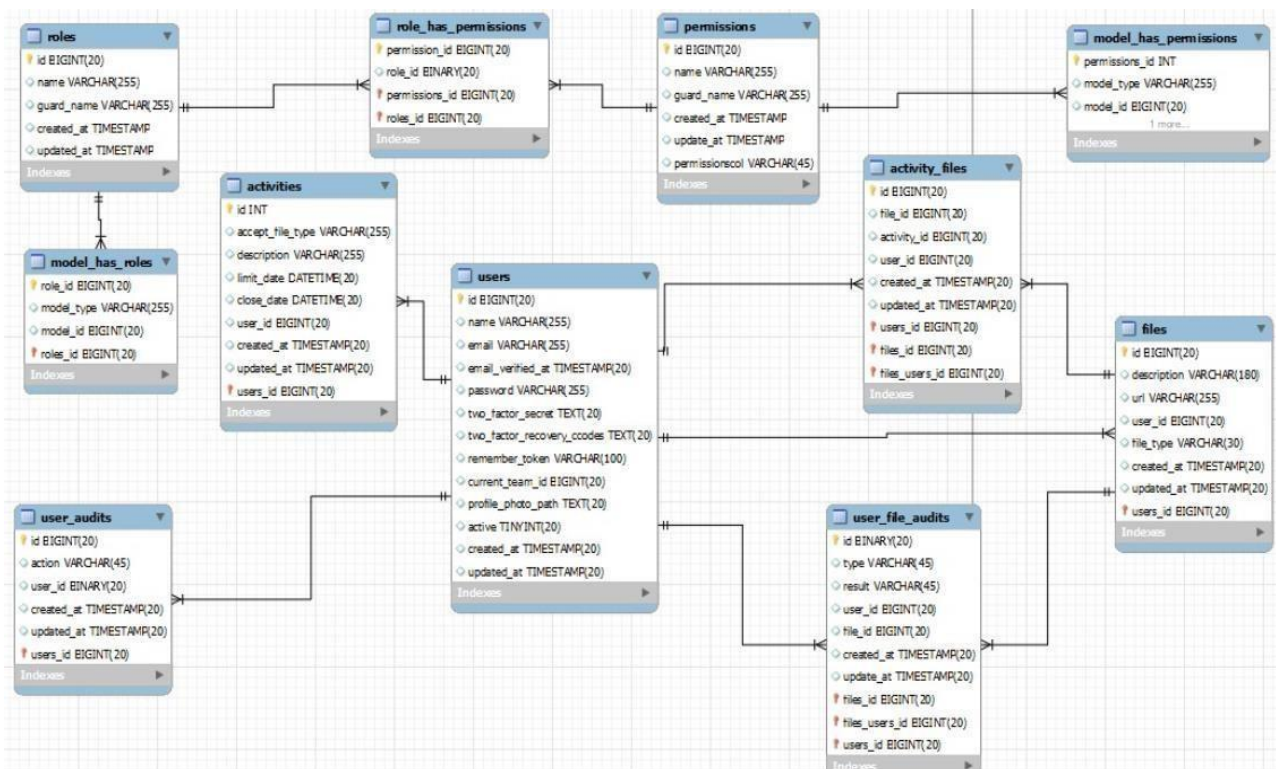 roles
id BIGINT(20)
name VARCHAR(255)
guard_name VARCHAR(255)
created_at TIMESTAMP
updated_at TIMESTAMP
Indexes
role_has_permissions
permission_id BIGINT(20)
role_id BINARY(20)
permissions_id BIGINT(20)
roles_id BIGINT(20)
Indexes
permissions
id BIGINT(20)
name VARCHAR(255)
guard_name VARCHAR(255)
created_at TIMESTAMP
update_at TIMESTAMP
permissionscol VARCHAR(45)
Indexes
model_has_permissions
permissions_id INT
model_type VARCHAR(255)
model_id BIGINT(20)
1 more...
Indexes
model_has_roles
role_id BIGINT(20)
model_type VARCHAR(255)
model_id BIGINT(20)
roles_id BIGINT(20)
Indexes
activities
id INT
accept_file_type VARCHAR(255)
description VARCHAR(255)
limit_date DATETIME(20)
close_date DATETIME(20)
user_id BIGINT(20)
created_at TIMESTAMP(20)
updated_at TIMESTAMP(20)
users_id BIGINT(20)
Indexes
users
id BIGINT(20)
name VARCHAR(255)
email VARCHAR(255)
email_verified_at TIMESTAMP(20)
password VARCHAR(255)
two_factor_secret TEXT(20)
two_factor_recovery_ccodes TEXT(20)
remember_token VARCHAR(100)
current_team_id BIGINT(20)
profile_photo_path TEXT(20)
active TINYINT(20)
created_at TIMESTAMP(20)
updated_at TIMESTAMP(20)
Indexes
activity_files
id BIGINT(20)
file_id BIGINT(20)
activity_id BIGINT(20)
user_id BIGINT(20)
created_at TIMESTAMP(20)
updated_at TIMESTAMP(20)
users_id BIGINT(20)
files_id BIGINT(20)
files_users_id BIGINT(20)
Indexes
files
id BIGINT(20)
description VARCHAR(180)
url VARCHAR(255)
user_id BIGINT(20)
file_type VARCHAR(30)
created_at TIMESTAMP(20)
updated_at TIMESTAMP(20)
users_id BIGINT(20)
Indexes
user_audits
id BIGINT(20)
action VARCHAR(45)
user_id BINARY(20)
created_at TIMESTAMP(20)
updated_at TIMESTAMP(20)
users_id BIGINT(20)
Indexes
user_file_audits
id BINARY(20)
type VARCHAR(45)
result VARCHAR(45)
user_id BIGINT(20)
file_id BIGINT(20)
created_at TIMESTAMP(20)
update_at TIMESTAMP(20)
files_id BIGINT(20)
files_users_id BIGINT(20)
users_id BIGINT(20)
Indexes